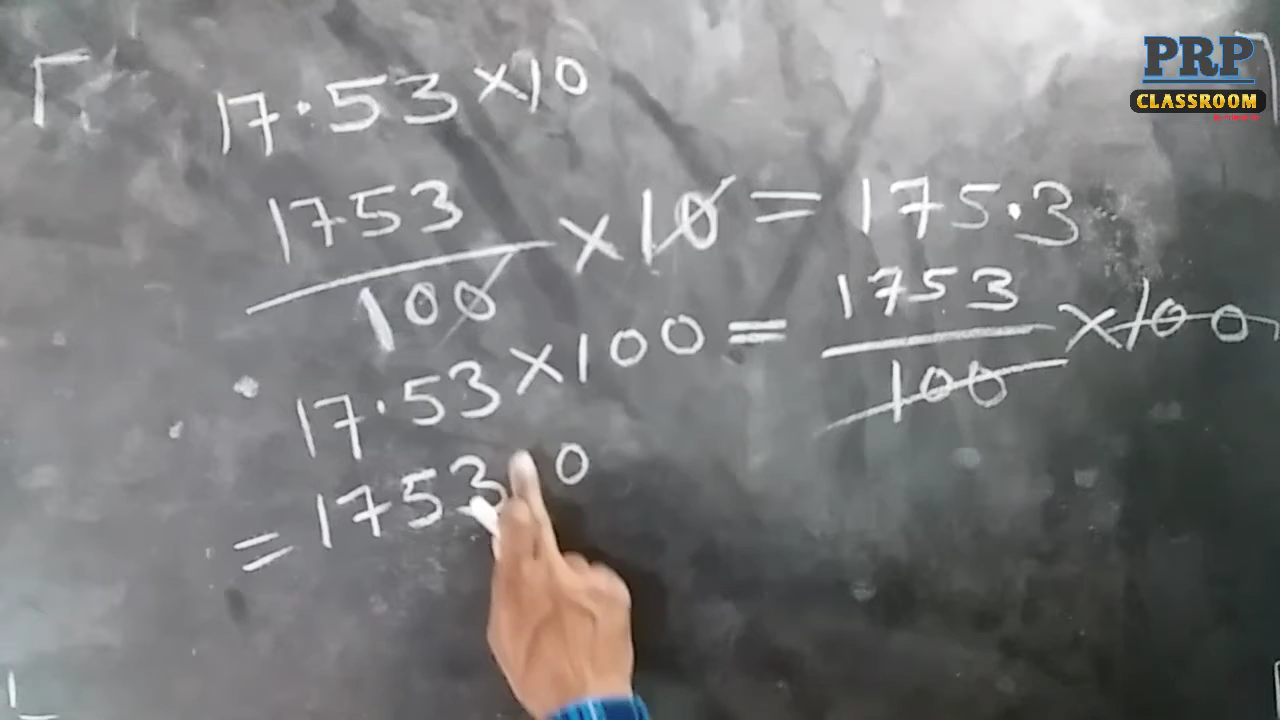 PRP
CLASSROOM
17.53×10
1753/100 ×10 = 175.3
17.53×100 = 1753/100 ×100
= 1753 0